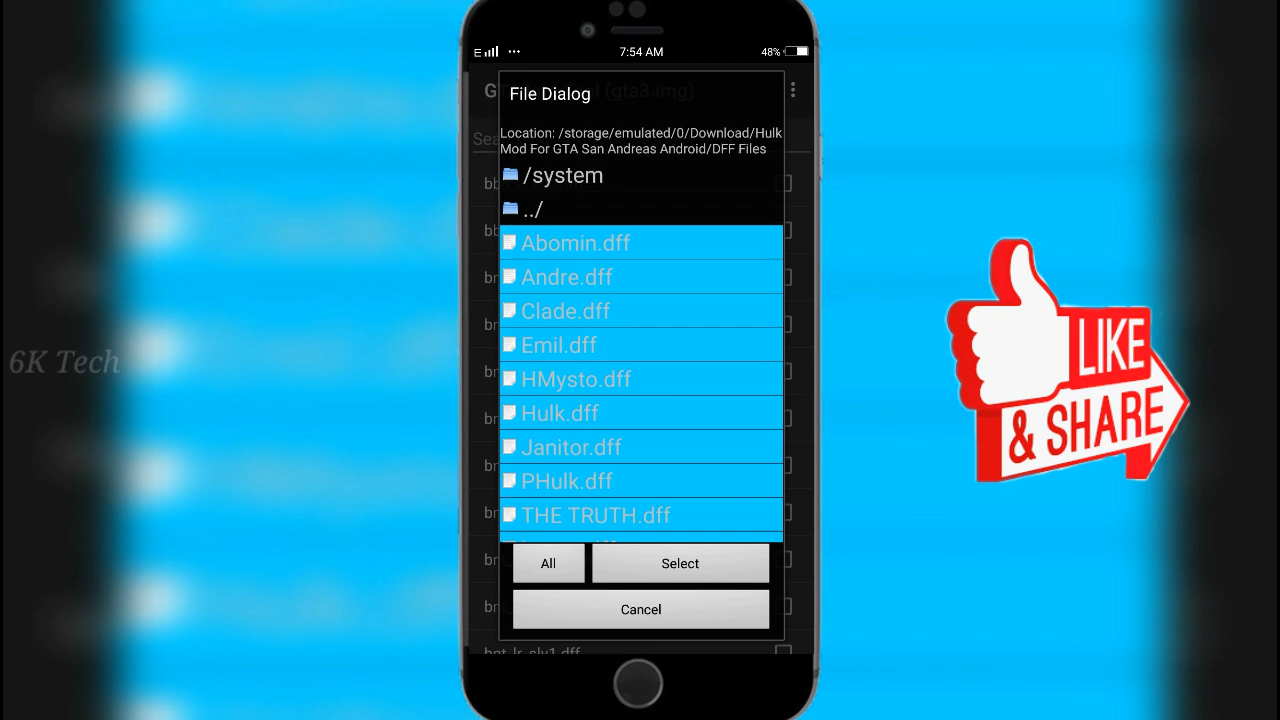 7:54 AM
48%
File Dialog
(gta3.img)
Location: /storage/emulated/0/Download/Hulk
Mod For GTA San Andreas Android/DFF Files
/system
../
Abomin.dff
Andre.dff
Clade.dff
Emil.dff
HMysto.dff
Hulk.dff
Janitor.dff
PHulk.dff
THE TRUTH.dff
All
Select
Cancel
6K Tech
LIKE
& SHARE